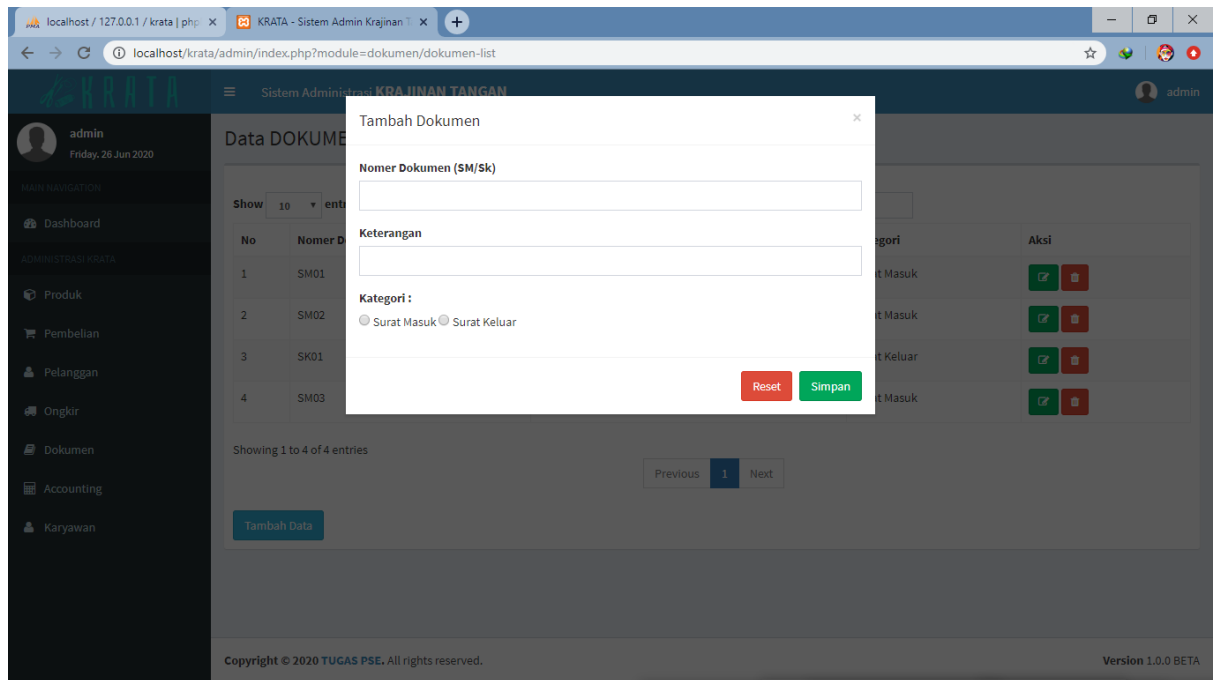 localhost / 127.0.0.1 / krata | php
KRATA - Sistem Admin Krajinan T
localhost/krata/admin/index.php?module=dokumen/dokumen-list
KRATA
Sistem Administrasi KRAJINAN TANGAN
admin
admin
Friday, 26 Jun 2020
MAIN NAVIGATION
Dashboard
ADMINISTRASI KRATA
Produk
Pembelian
Pelanggan
Ongkir
Dokumen
Accounting
Karyawan
Data DOKUME
Show 10 entr
No Nomer D egori Aksi
1 SM01 at Masuk
2 SM02 at Masuk
3 SK01 at Keluar
4 SM03 at Masuk
Showing 1 to 4 of 4 entries
Previous 1 Next
Tambah Data
Tambah Dokumen ×
Nomer Dokumen (SM/Sk)
Keterangan
Kategori :
Surat Masuk Surat Keluar
Reset Simpan
Copyright © 2020 TUGAS PSE. All rights reserved.
Version 1.0.0 BETA